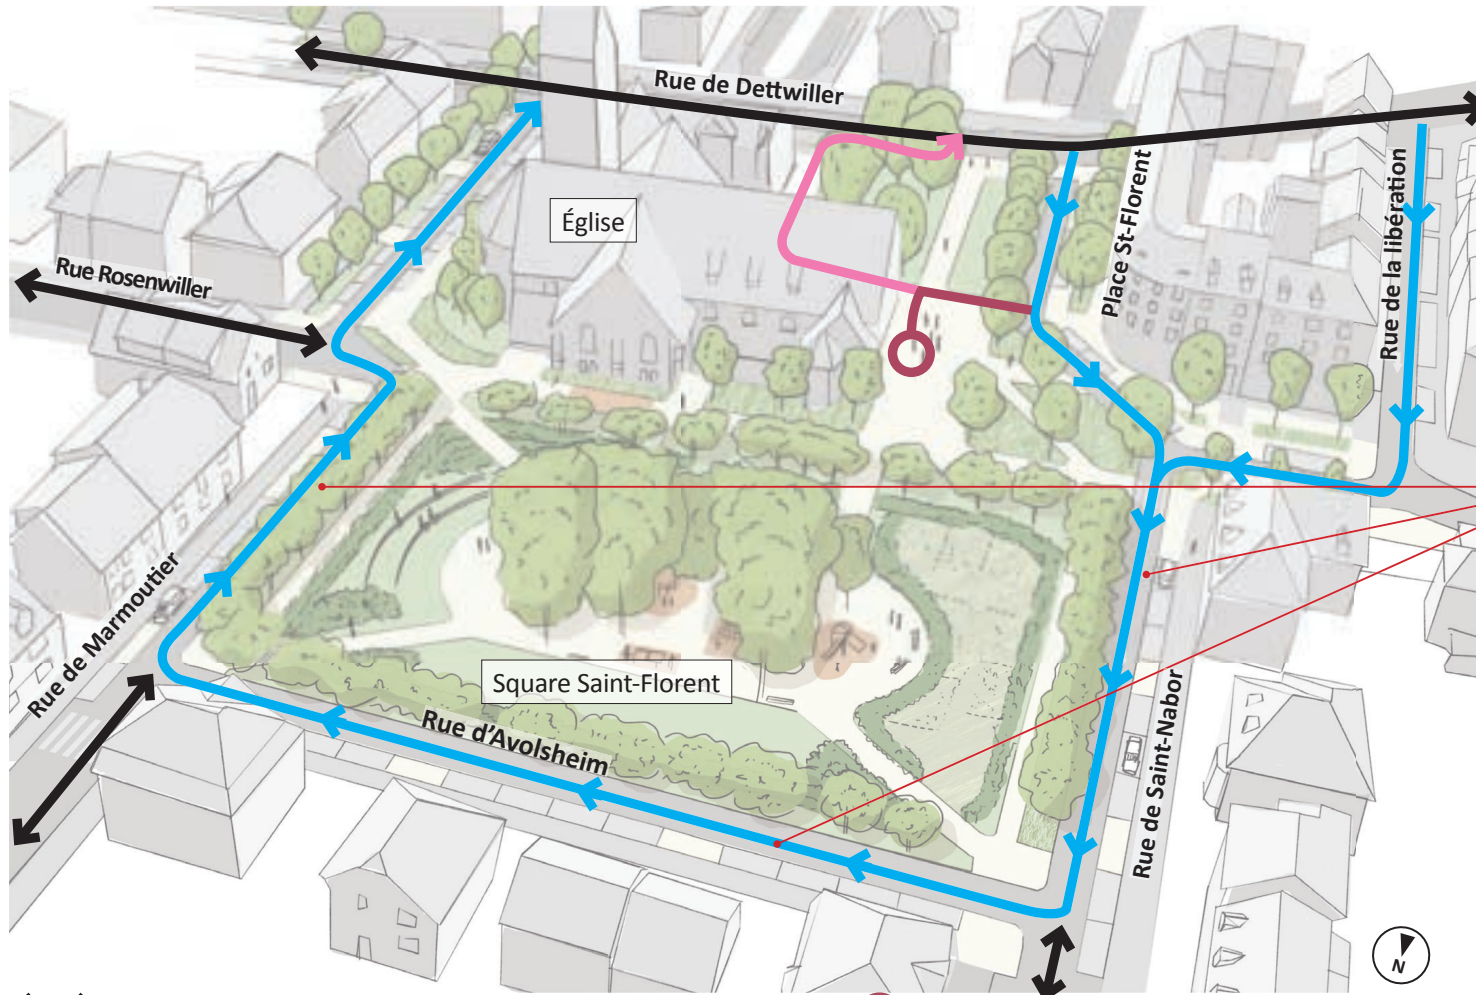 Rue de Dettwiller
Place St-Florent
Rue de la libération
Église
Rue Rosenwiller
Rue de Marmoutier
Square Saint-Florent
Rue d'Avolsheim
Rue de Saint-Nabor
N